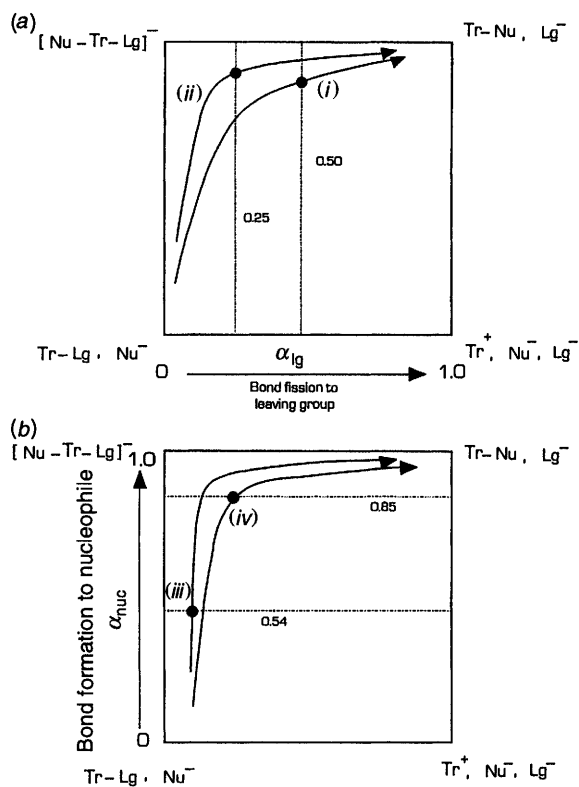 (a)
[ Nu – Tr – Lg ]⁻
Tr – Nu , Lg⁻
(ii)
(i)
0.50
0.25
Tr – Lg , Nu⁻
Tr⁺, Nu⁻, Lg⁻
0
αlg
1.0
Bond fission to
leaving group
(b)
[ Nu – Tr – Lg ]⁻
1.0
Tr – Nu , Lg⁻
(iv)
0.85
(iii)
0.54
Bond formation to nucleophile
αnuc
0
Tr – Lg , Nu⁻
Tr⁺, Nu⁻, Lg⁻